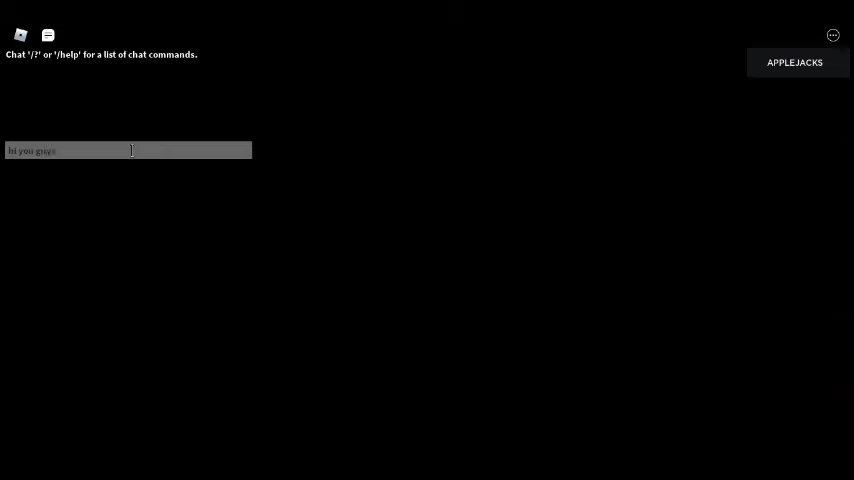 Chat '/?' or '/help' for a list of chat commands.
APPLEJACKS
hi you guys